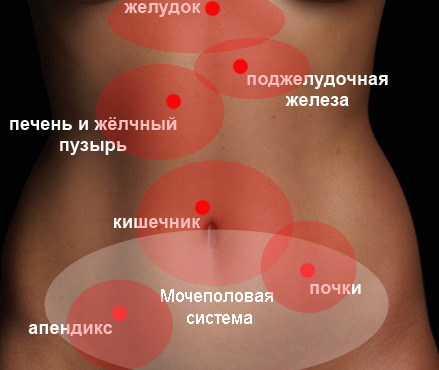 желудок
поджелудочная
железа
печень и жёлчный
пузырь
кишечник
почки
Мочеполовая
система
апендикс